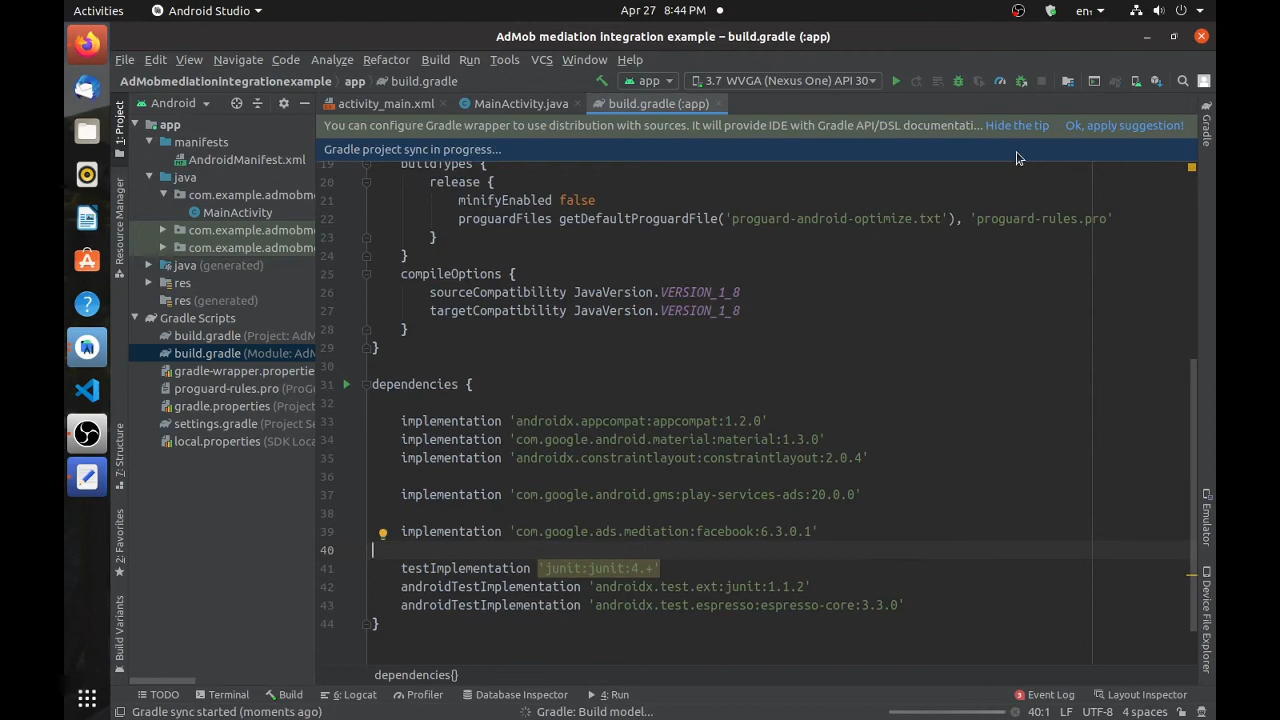 Activities
Android Studio
Apr 27 8:44 PM
en₁
AdMob mediation integration example – build.gradle (:app)
File Edit View Navigate Code Analyze Refactor Build Run Tools VCS Window Help
AdMobmediationintegrationexample
app
build.gradle
app
3.7 WVGA (Nexus One) API 30
1: Project
Resource Manager
7: Structure
2: Favorites
Build Variants
Android
app
manifests
AndroidManifest.xml
java
com.example.admobm
MainActivity
com.example.admobm
com.example.admobm
java (generated)
res
res (generated)
Gradle Scripts
build.gradle (Project: AdM
build.gradle (Module: AdM
gradle-wrapper.propertie
proguard-rules.pro (ProG
gradle.properties (Project
settings.gradle (Project Se
local.properties (SDK Loca
activity_main.xml
MainActivity.java
build.gradle (:app)
You can configure Gradle wrapper to use distribution with sources. It will provide IDE with Gradle API/DSL documentati... Hide the tip Ok, apply suggestion!
Gradle project sync in progress...
19 buildTypes {
20 release {
21 minifyEnabled false
22 proguardFiles getDefaultProguardFile('proguard-android-optimize.txt'), 'proguard-rules.pro'
23 }
24 }
25 compileOptions {
26 sourceCompatibility JavaVersion.VERSION_1_8
27 targetCompatibility JavaVersion.VERSION_1_8
28 }
29 }
30
31 dependencies {
32
33 implementation 'androidx.appcompat:appcompat:1.2.0'
34 implementation 'com.google.android.material:material:1.3.0'
35 implementation 'androidx.constraintlayout:constraintlayout:2.0.4'
36
37 implementation 'com.google.android.gms:play-services-ads:20.0.0'
38
39 implementation 'com.google.ads.mediation:facebook:6.3.0.1'
40
41 testImplementation 'junit:junit:4.+'
42 androidTestImplementation 'androidx.test.ext:junit:1.1.2'
43 androidTestImplementation 'androidx.test.espresso:espresso-core:3.3.0'
44 }
dependencies{}
Gradle
Emulator
Device File Explorer
TODO
Terminal
Build
6: Logcat
Profiler
Database Inspector
4: Run
3 Event Log
Layout Inspector
Gradle sync started (moments ago)
Gradle: Build model...
40:1 LF UTF-8 4 spaces